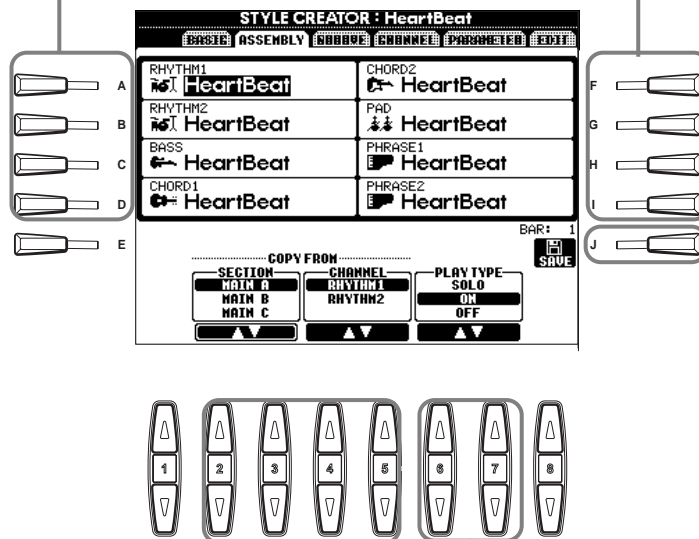 STYLE CREATOR : HeartBeat
BASIC ASSEMBLY GROOVE CHANNEL PARAMETER EDIT
RHYTHM1
HeartBeat
CHORD2
HeartBeat
RHYTHM2
HeartBeat
PAD
HeartBeat
BASS
HeartBeat
PHRASE1
HeartBeat
CHORD1
HeartBeat
PHRASE2
HeartBeat
A
B
C
D
E
F
G
H
I
J
BAR: 1
SAVE
COPY FROM
SECTION
MAIN A
MAIN B
MAIN C
CHANNEL
RHYTHM1
RHYTHM2
PLAY TYPE
SOLO
ON
OFF
1 2 3 4 5 6 7 8